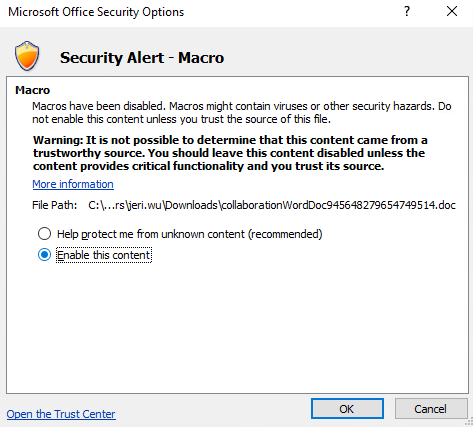 Microsoft Office Security Options
Security Alert - Macro
Macro
Macros have been disabled. Macros might contain viruses or other security hazards. Do
not enable this content unless you trust the source of this file.
Warning: It is not possible to determine that this content came from a
trustworthy source. You should leave this content disabled unless the
content provides critical functionality and you trust its source.
More information
File Path: C:\...rs\jeri.wu\Downloads\collaborationWordDoc945648279654749514.doc
Help protect me from unknown content (recommended)
Enable this content
Open the Trust Center
OK
Cancel